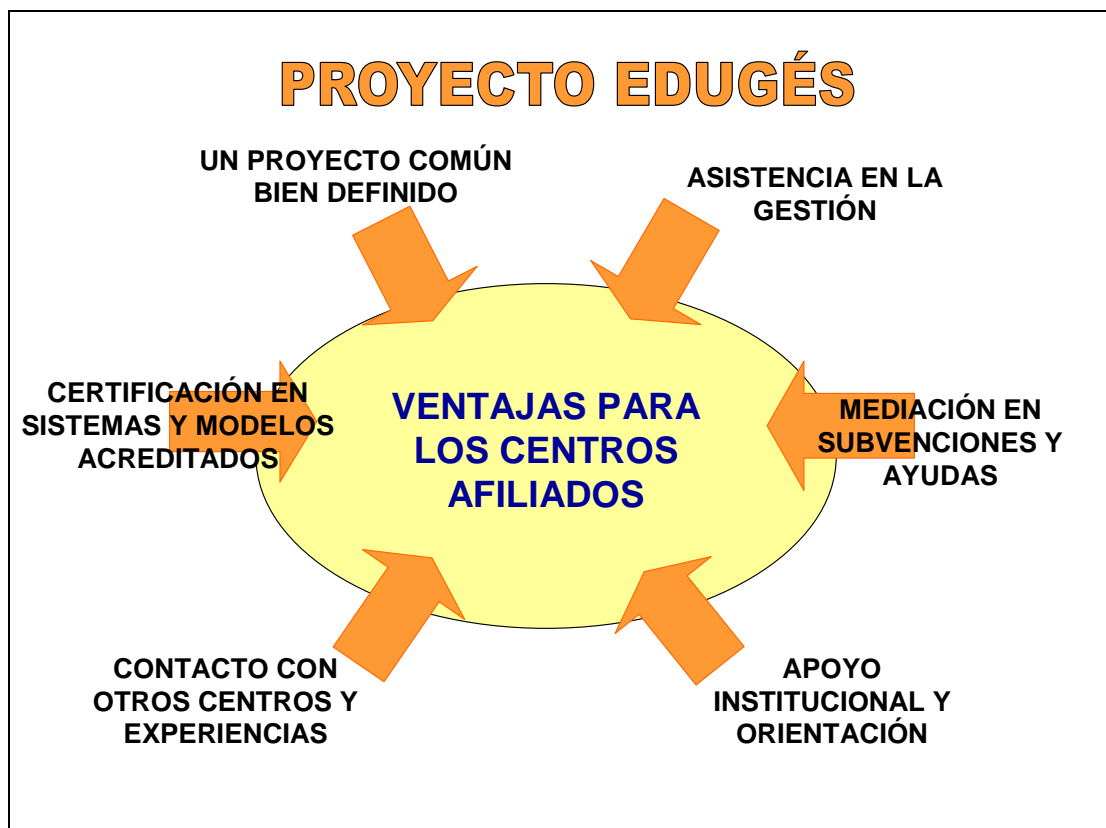 PROYECTO EDUGÉS
UN PROYECTO COMÚN
BIEN DEFINIDO
ASISTENCIA EN LA
GESTIÓN
CERTIFICACIÓN EN
SISTEMAS Y MODELOS
ACREDITADOS
VENTAJAS PARA
LOS CENTROS
AFILIADOS
MEDIACIÓN EN
SUBVENCIONES Y
AYUDAS
CONTACTO CON
OTROS CENTROS Y
EXPERIENCIAS
APOYO
INSTITUCIONAL Y
ORIENTACIÓN